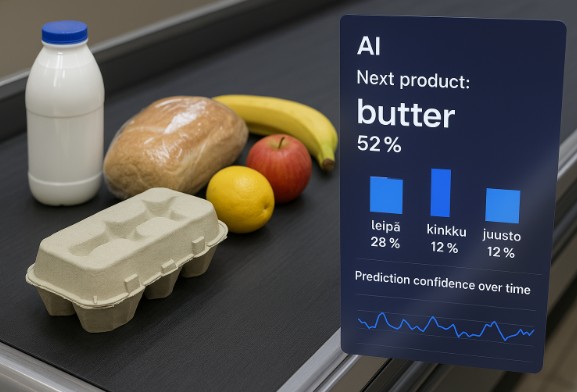 AI
Next product:
butter
52 %
leipä
28 %
kinkku
12 %
juusto
12 %
Prediction confidence over time